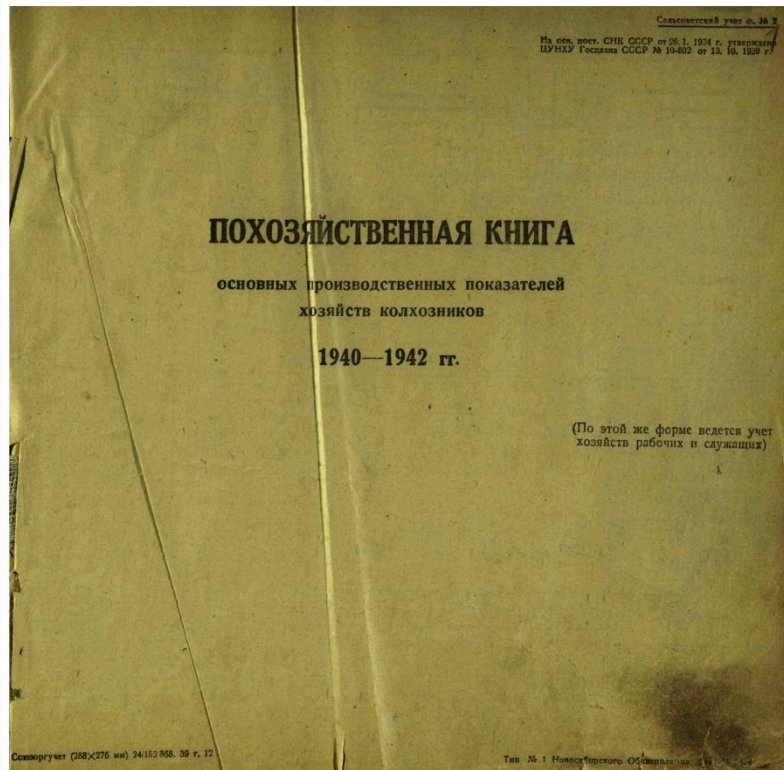 Сельсоветский учет ф. № 2
На осн. пост. СНК СССР от 26.1. 1934 г. утверждена
ЦУНХУ Госплана СССР № 10-802 от 13. 10. 1939 г.
ПОХОЗЯЙСТВЕННАЯ КНИГА
основных производственных показателей
хозяйств колхозников
1940—1942 гг.
(По этой же форме ведется учет
хозяйств рабочих и служащих)
Союзоргучет (288×276 мм) 24/152 868. 39 г. 12
Тип № 1 Новосибирского